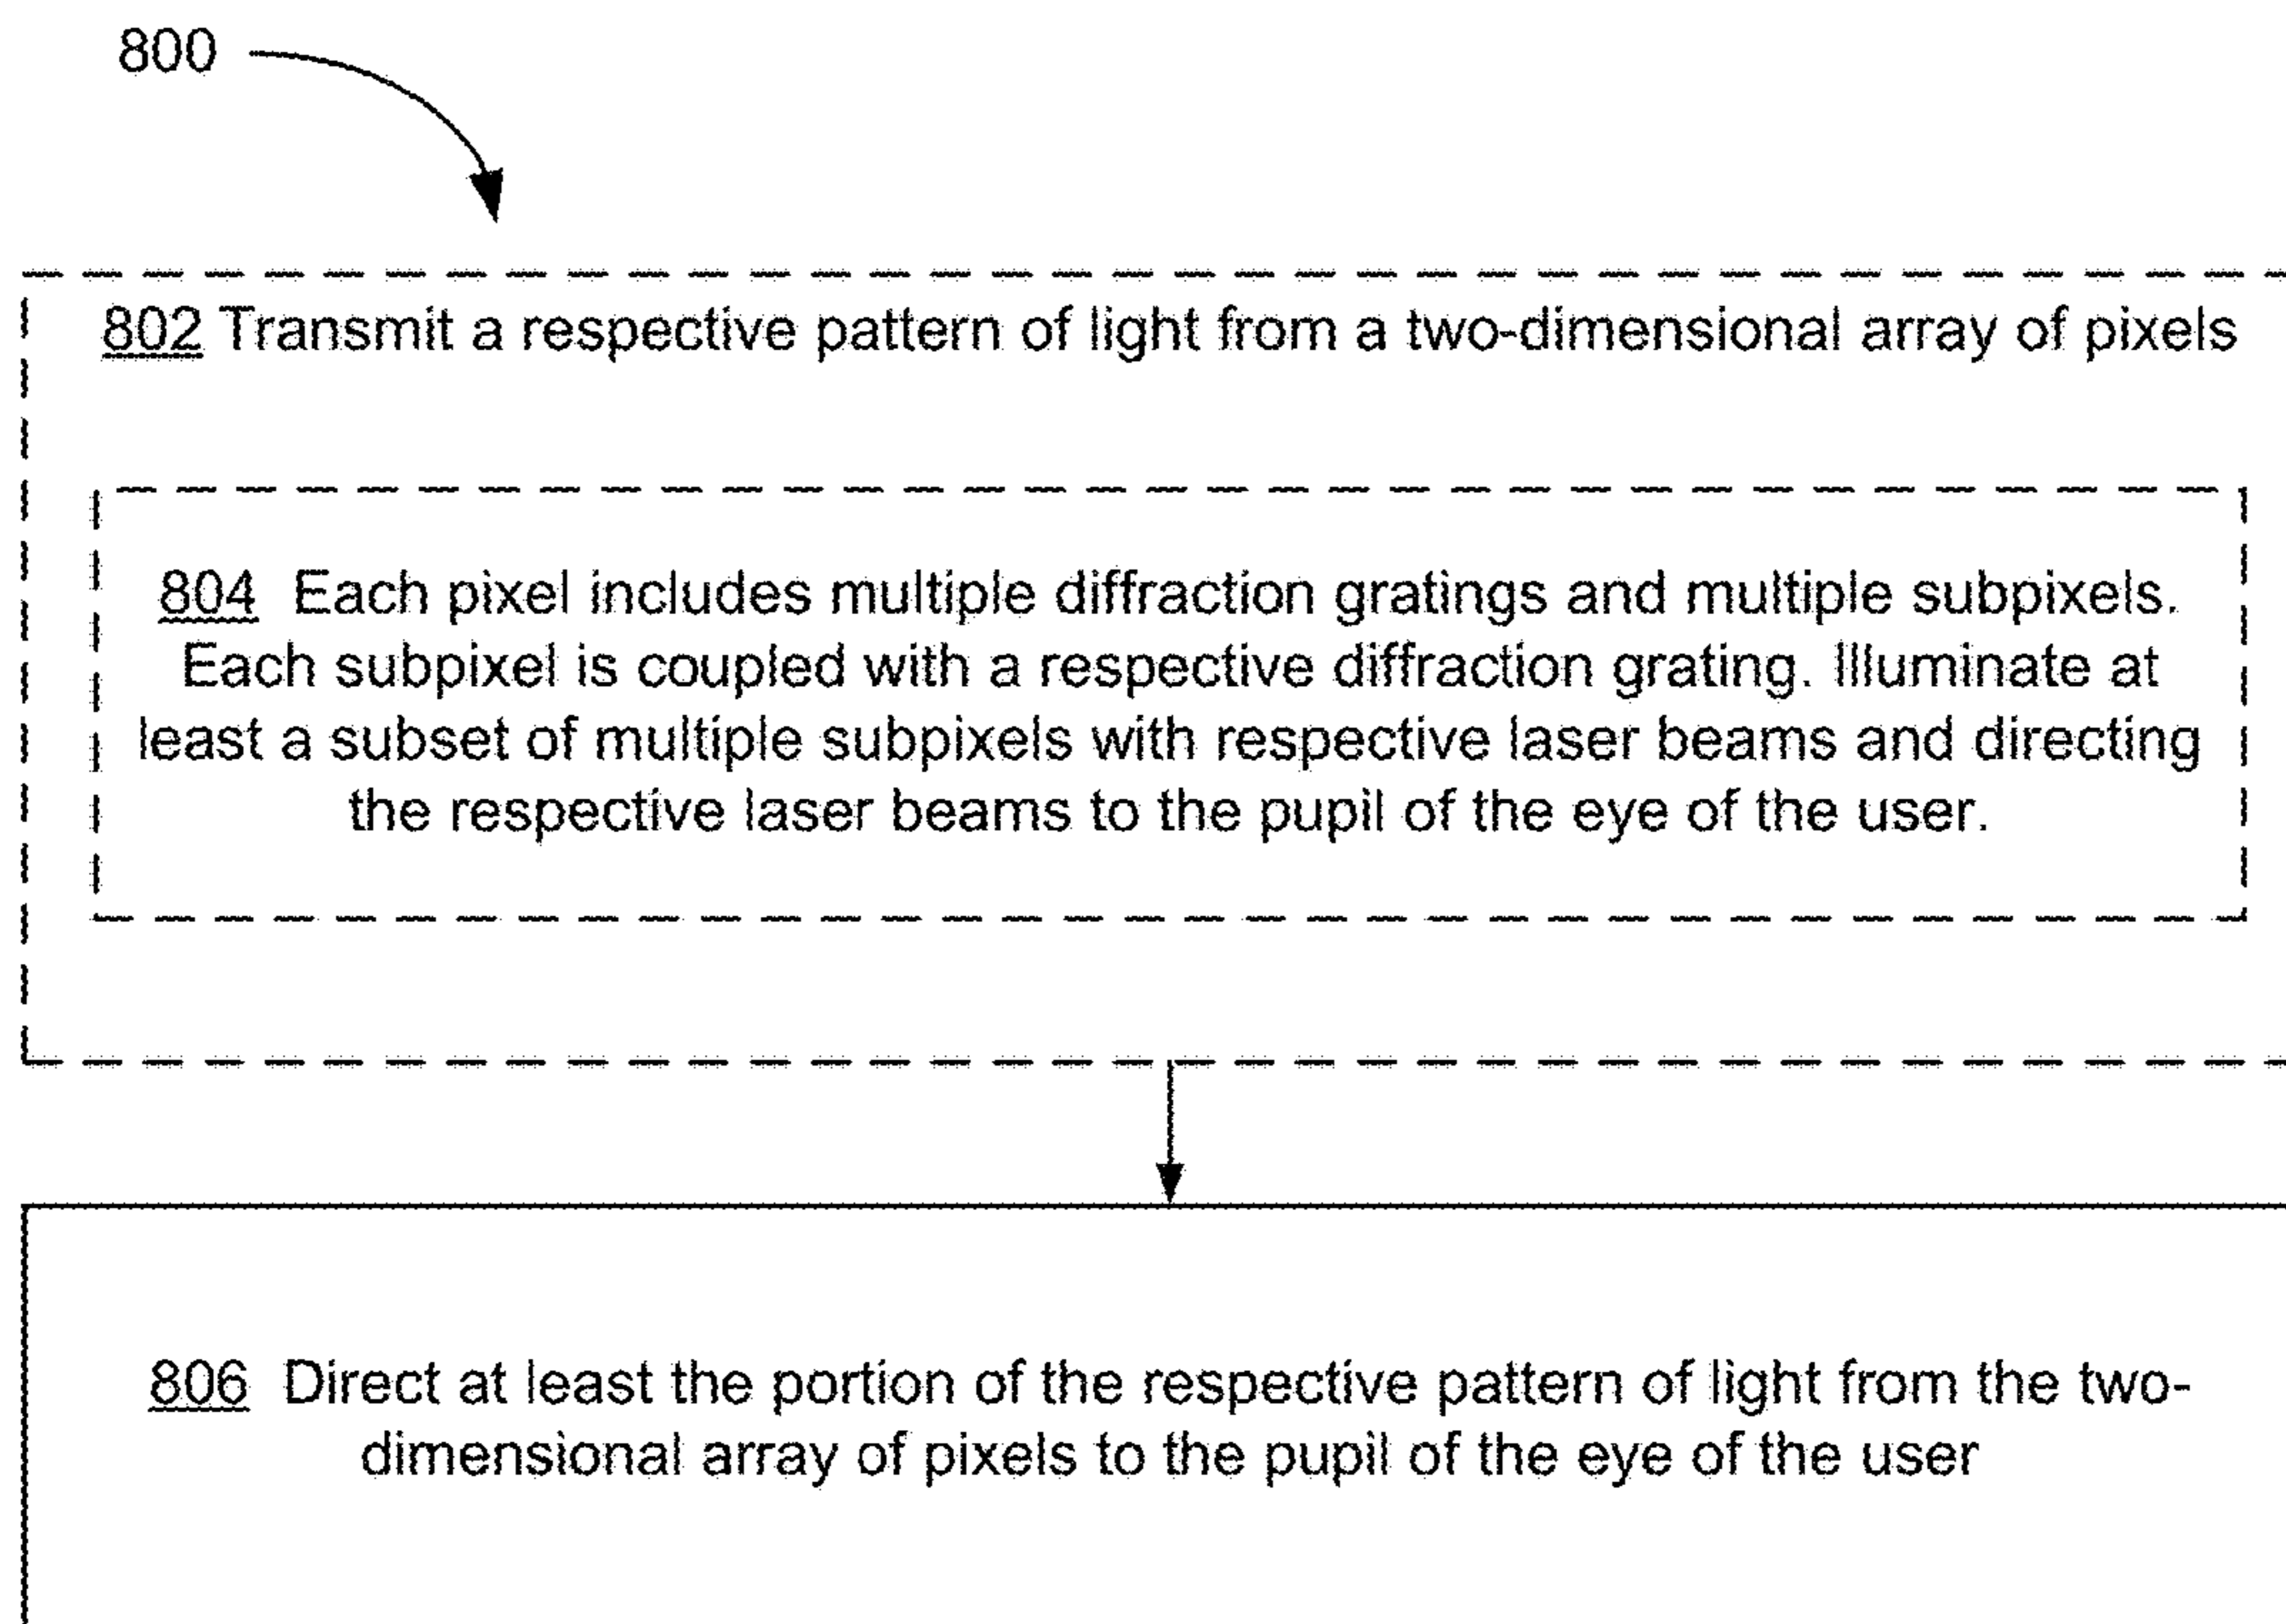 800
802 Transmit a respective pattern of light from a two-dimensional array of pixels
804 Each pixel includes multiple diffraction gratings and multiple subpixels.
Each subpixel is coupled with a respective diffraction grating. Illuminate at
least a subset of multiple subpixels with respective laser beams and directing
the respective laser beams to the pupil of the eye of the user.
806 Direct at least the portion of the respective pattern of light from the two-
dimensional array of pixels to the pupil of the eye of the user